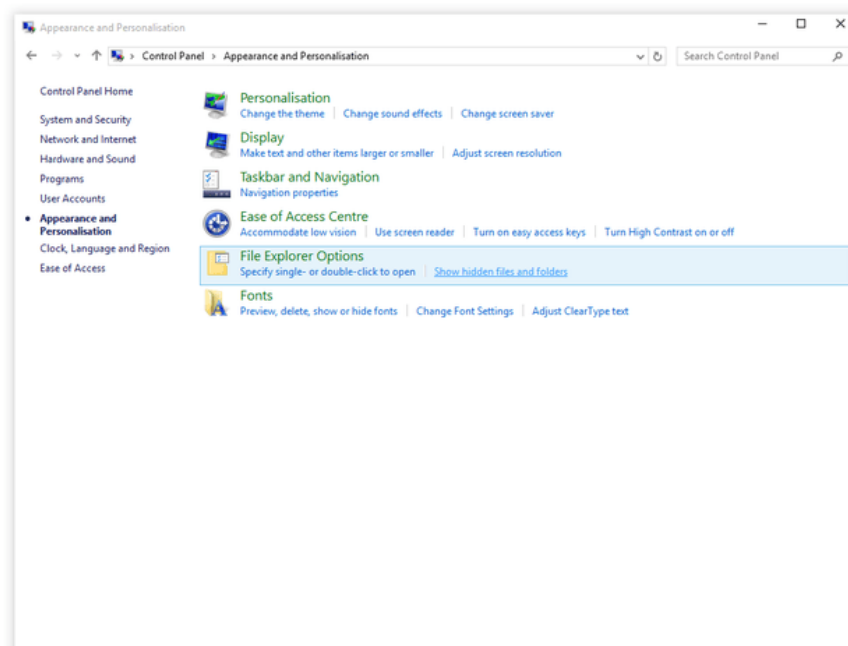 Appearance and Personalisation
Control Panel > Appearance and Personalisation
Search Control Panel
Control Panel Home
System and Security
Network and Internet
Hardware and Sound
Programs
User Accounts
Appearance and
Personalisation
Clock, Language and Region
Ease of Access
Personalisation
Change the theme | Change sound effects | Change screen saver
Display
Make text and other items larger or smaller | Adjust screen resolution
Taskbar and Navigation
Navigation properties
Ease of Access Centre
Accommodate low vision | Use screen reader | Turn on easy access keys | Turn High Contrast on or off
File Explorer Options
Specify single- or double-click to open | Show hidden files and folders
Fonts
Preview, delete, show or hide fonts | Change Font Settings | Adjust ClearType text